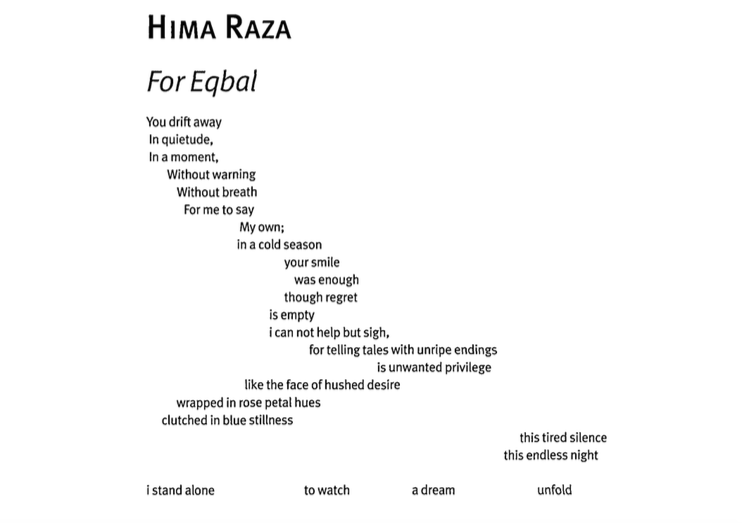 HIMA RAZA
For Eqbal
You drift away
In quietude,
In a moment,
Without warning
Without breath
For me to say
My own;
in a cold season
your smile
was enough
though regret
is empty
i can not help but sigh,
for telling tales with unripe endings
is unwanted privilege
like the face of hushed desire
wrapped in rose petal hues
clutched in blue stillness
this tired silence
this endless night
i stand alone to watch a dream unfold